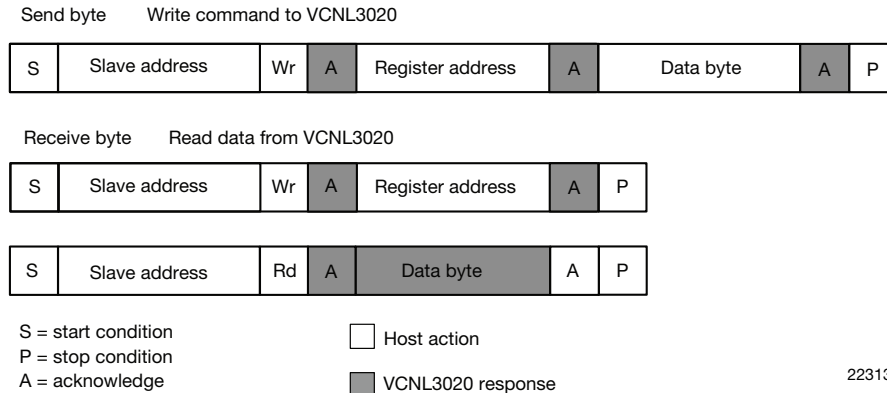 Send byte Write command to VCNL3020
S Slave address Wr A Register address A Data byte A P
Receive byte Read data from VCNL3020
S Slave address Wr A Register address A P
S Slave address Rd A Data byte A P
S = start condition
P = stop condition
A = acknowledge
Host action
VCNL3020 response
22313